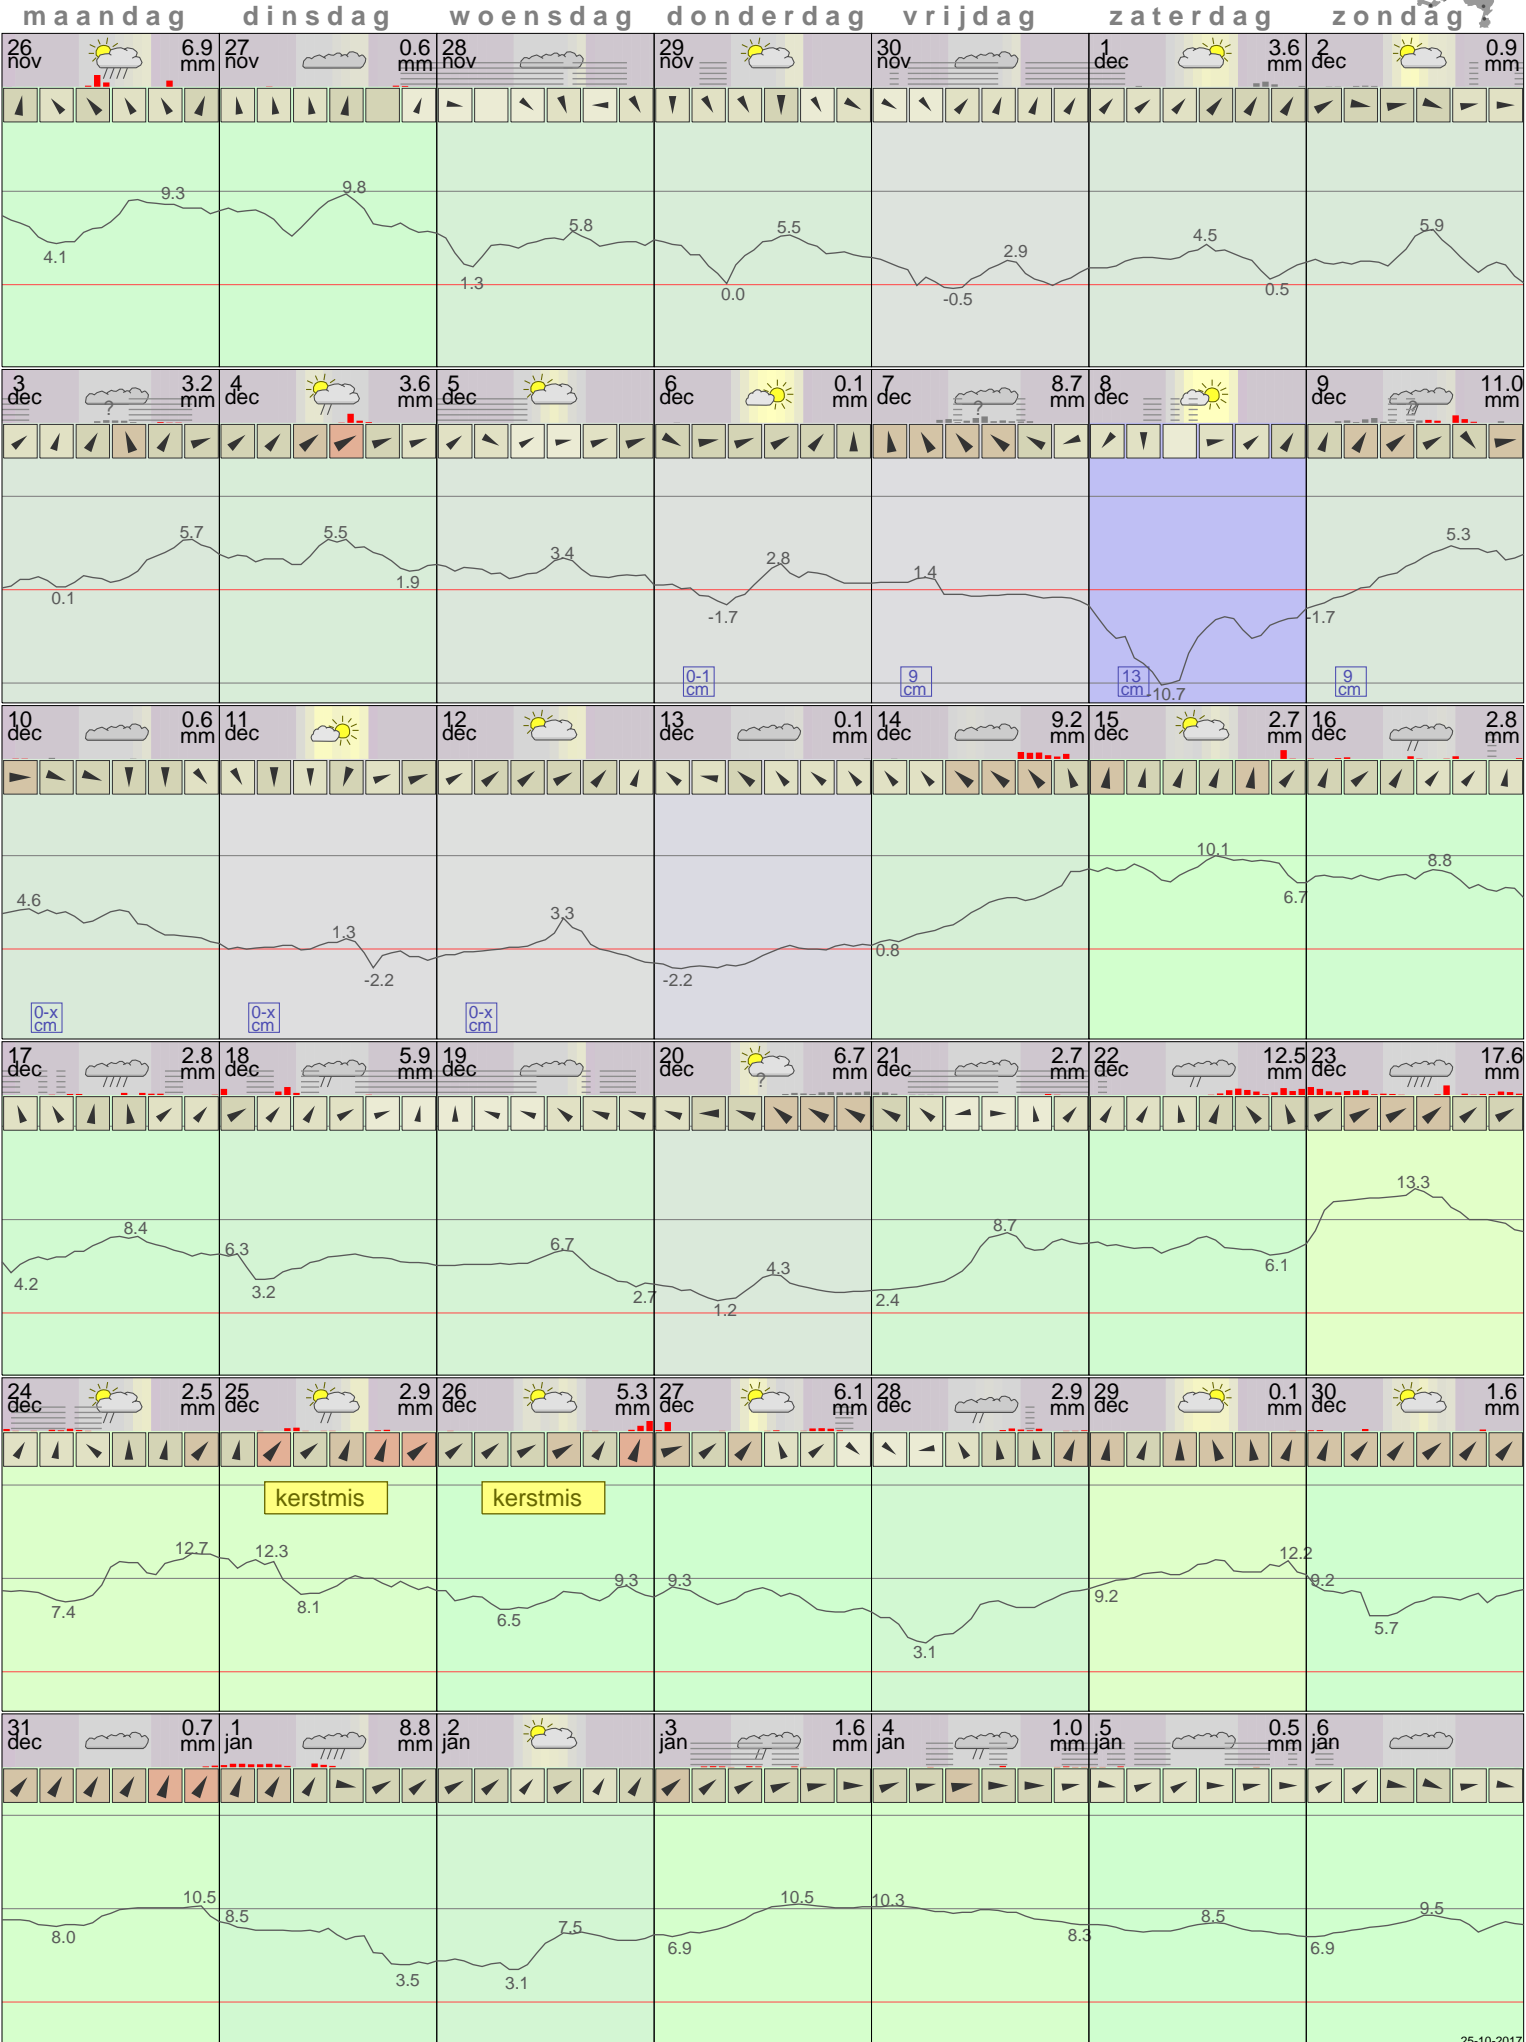 maandag dinsdag woensdag donderdag vrijdag zaterdag zondag
26 nov 6.9 mm 27 nov 0.6 mm 28 nov 29 nov 30 nov 1 dec 3.6 mm 2 dec 0.9 mm
4.1 9.3 9.8 1.3 5.8 0.0 5.5 -0.5 2.9 4.5 0.5 5.9
3 dec ? 3.2 mm 4 dec 3.6 mm 5 dec 6 dec 0.1 mm 7 dec ? 8.7 mm 8 dec 9 dec ? 11.0 mm
0.1 5.7 5.5 1.9 3.4 -1.7 2.8 1.4 -10.7 -1.7 5.3
0-1 cm 9 cm 13 cm 9 cm
10 dec 0.6 mm 11 dec 12 dec 13 dec 0.1 mm 14 dec 9.2 mm 15 dec 2.7 mm 16 dec 2.8 mm
4.6 1.3 -2.2 3.3 -2.2 0.8 10.1 6.7 8.8
0-x cm 0-x cm 0-x cm
17 dec 2.8 mm 18 dec 5.9 mm 19 dec 20 dec ? 6.7 mm 21 dec 2.7 mm 22 dec 12.5 mm 23 dec 17.6 mm
4.2 8.4 6.3 3.2 6.7 2.7 1.2 4.3 2.4 8.7 6.1 13.3
24 dec 2.5 mm 25 dec 2.9 mm 26 dec 5.3 mm 27 dec 6.1 mm 28 dec 2.9 mm 29 dec 0.1 mm 30 dec 1.6 mm
kerstmis kerstmis
7.4 12.7 12.3 8.1 6.5 9.3 9.3 3.1 9.2 12.2 9.2 5.7
31 dec 0.7 mm 1 jan 8.8 mm 2 jan 3 jan 1.6 mm 4 jan 1.0 mm 5 jan 0.5 mm 6 jan
8.0 10.5 8.5 3.5 3.1 7.5 6.9 10.5 10.3 8.3 8.5 6.9 9.5
25-10-2017